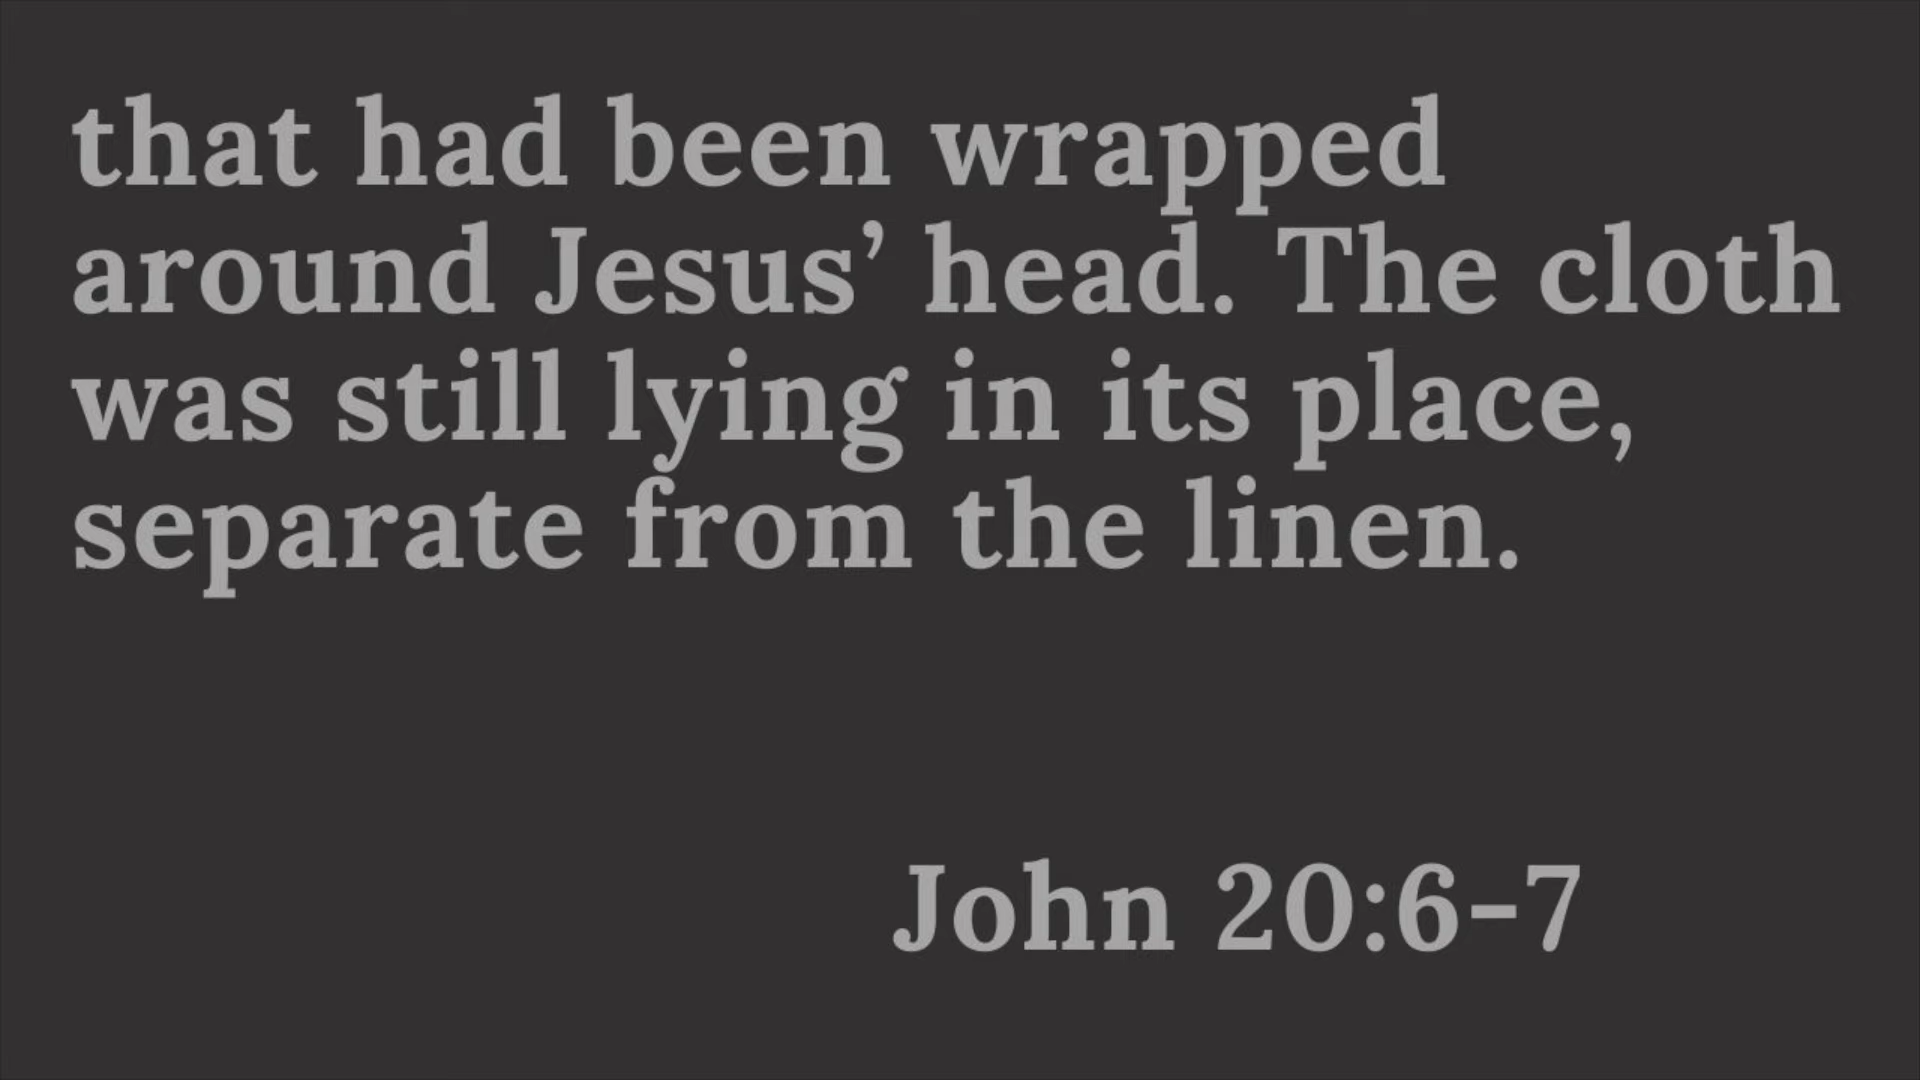 that had been wrapped
around Jesus’ head. The cloth
was still lying in its place,
separate from the linen.
John 20:6-7